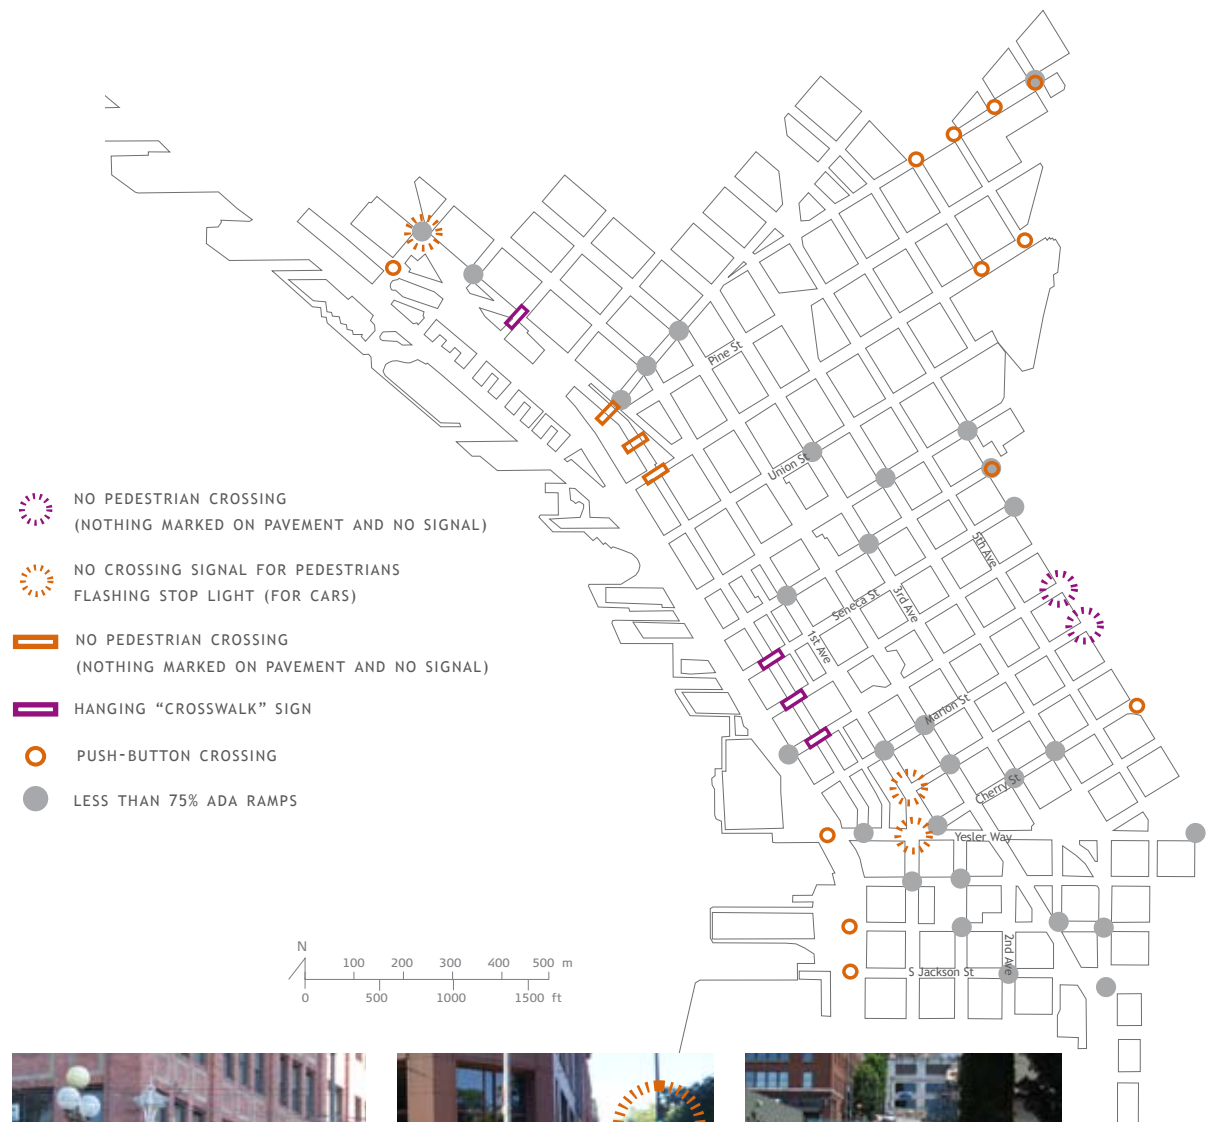 Pine St
Union St
5th Ave
Seneca St
3rd Ave
1st Ave
Marion St
Cherry St
Yesler Way
2nd Ave
S Jackson St
NO PEDESTRIAN CROSSING
(NOTHING MARKED ON PAVEMENT AND NO SIGNAL)
NO CROSSING SIGNAL FOR PEDESTRIANS
FLASHING STOP LIGHT (FOR CARS)
NO PEDESTRIAN CROSSING
(NOTHING MARKED ON PAVEMENT AND NO SIGNAL)
HANGING “CROSSWALK” SIGN
PUSH-BUTTON CROSSING
LESS THAN 75% ADA RAMPS
N
100 200 300 400 500 m
0 500 1000 1500 ft